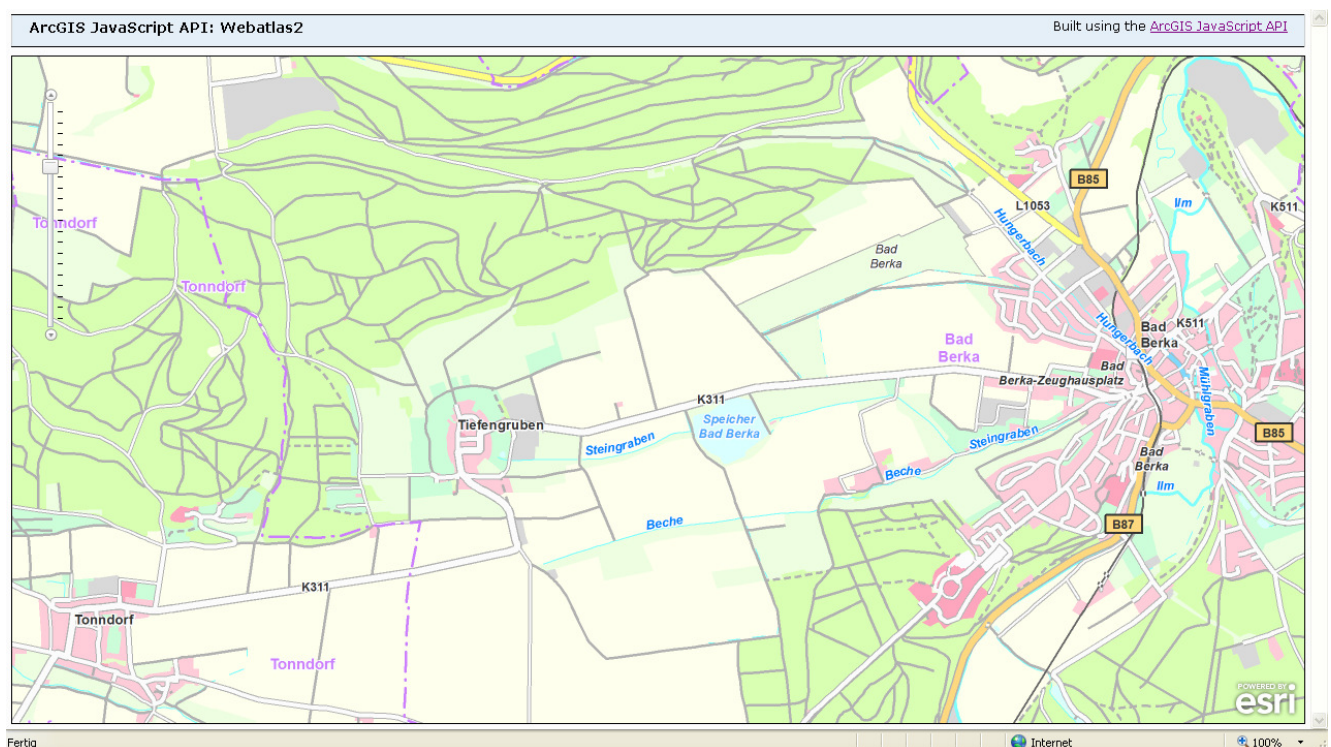 ArcGIS JavaScript API: Webatlas2
Built using the ArcGIS JavaScript API
B85
Ilm
L1053
K511
Tonndorf
Hungerbach
Bad
Berka
Tonndorf
Hungerbach
Bad
Berka
K511
Bad
Berka
Bad
Berka-Zeughausplatz
Mühlgraben
K311
Speicher
Bad Berka
Tiefengruben
Steingraben
Steingraben
B85
Bad
Berka
Beche
Ilm
Beche
B87
K311
Tonndorf
Tonndorf
POWERED BY
esri
Fertig
Internet
100%